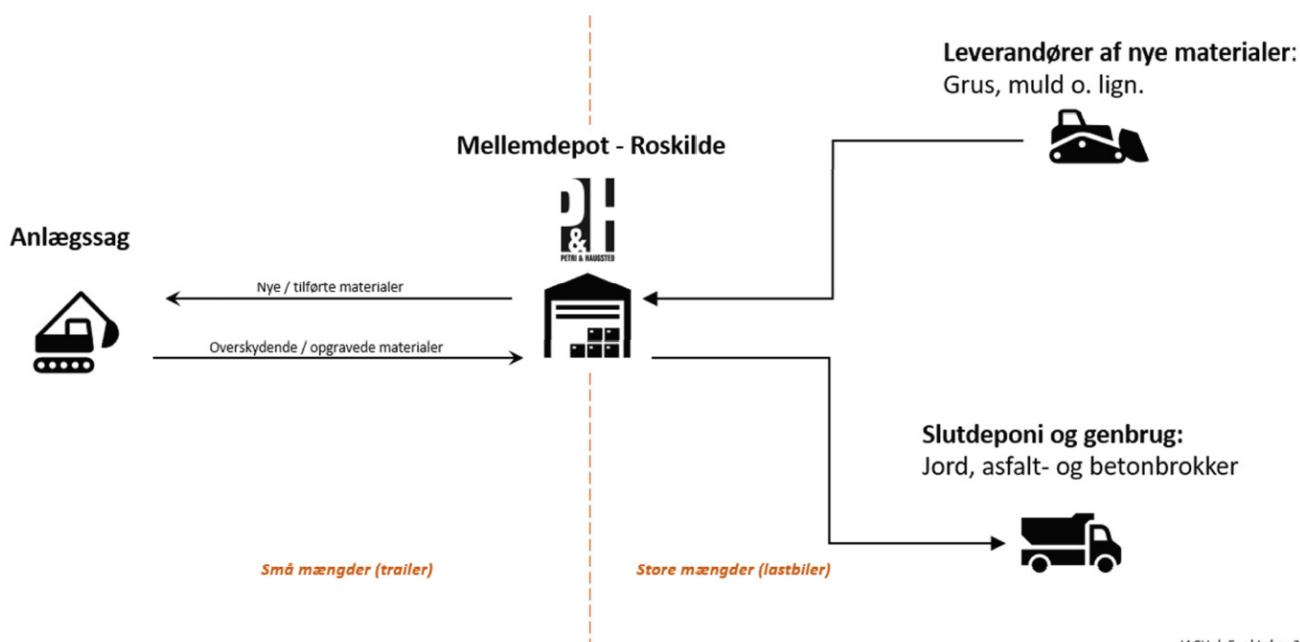 Leverandører af nye materialer:
Grus, muld o. lign.
Mellemdepot - Roskilde
P&H
PETRI & HAUGSTED
Anlægssag
Nye / tilførte materialer
Overskydende / opgravede materialer
Slutdeponi og genbrug:
Jord, asfalt- og betonbrokker
Små mængder (trailer)
Store mængder (lastbiler)